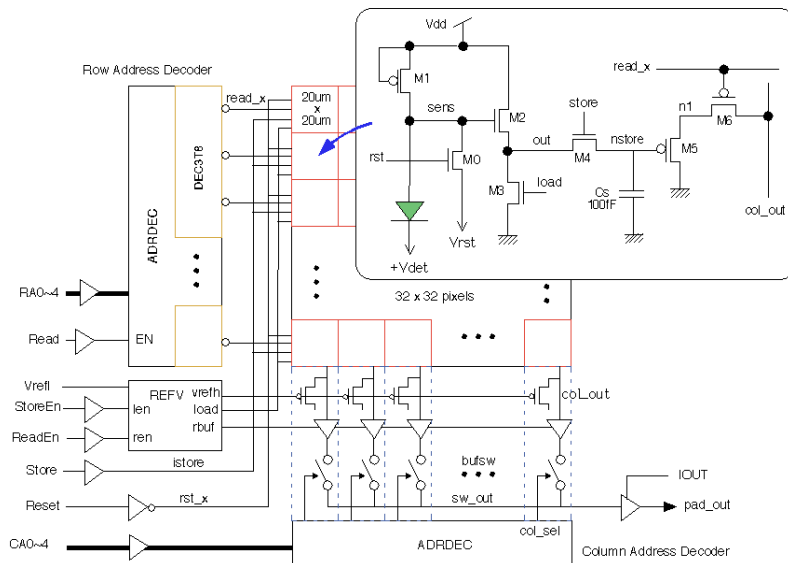 Vdd
read_x
M1
M6
store
sens
n1
M2
out
nstore
M4
M5
rst
M0
M3
load
Cs
100fF
col_out
Vrst
+Vdet
Row Address Decoder
read_x
20um
x
20um
DEC3T8
ADRDEC
RA0~4
32 x 32 pixels
Read
EN
Vrefl
REFV
vrefh
StoreEn
len
load
col_out
ReadEn
ren
rbuf
Store
istore
bufsw
IOUT
Reset
rst_x
sw_out
pad_out
col_sel
CA0~4
ADRDEC
Column Address Decoder